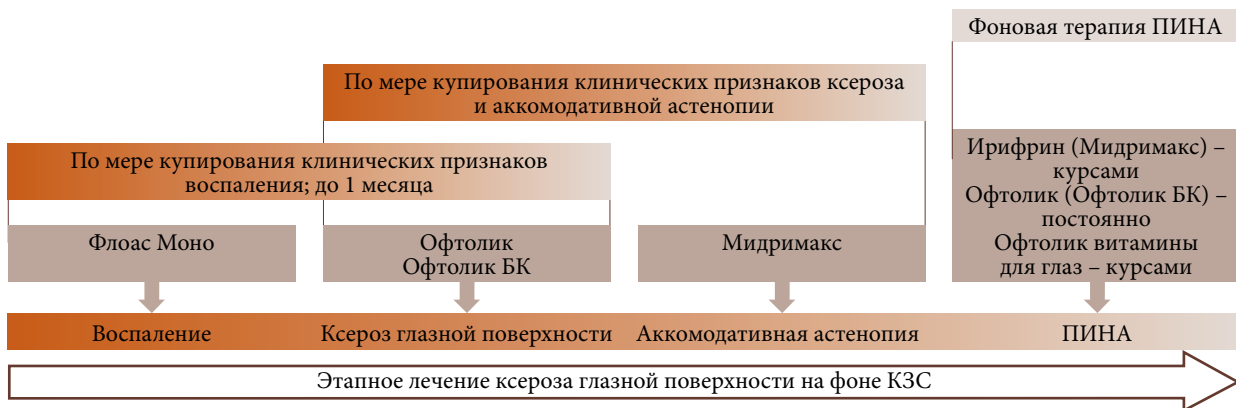 Фоновая терапия ПИНА
По мере купирования клинических признаков ксероза
и аккомодативной астенопии
По мере купирования клинических признаков
воспаления; до 1 месяца
Флоас Моно
Офтолик
Офтолик БК
Мидримакс
Ирифрин (Мидримакс) –
курсами
Офтолик (Офтолик БК) –
постоянно
Офтолик витамины
для глаз – курсами
Воспаление
Ксероз глазной поверхности
Аккомодативная астенопия
ПИНА
Этапное лечение ксероза глазной поверхности на фоне КЗС